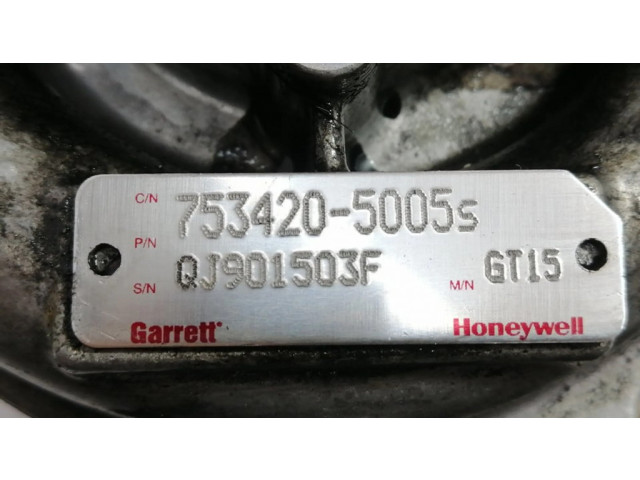 C/N
P/N 753420-5005s
S/N QJ901503F M/N GT15
Garrett Honeywell